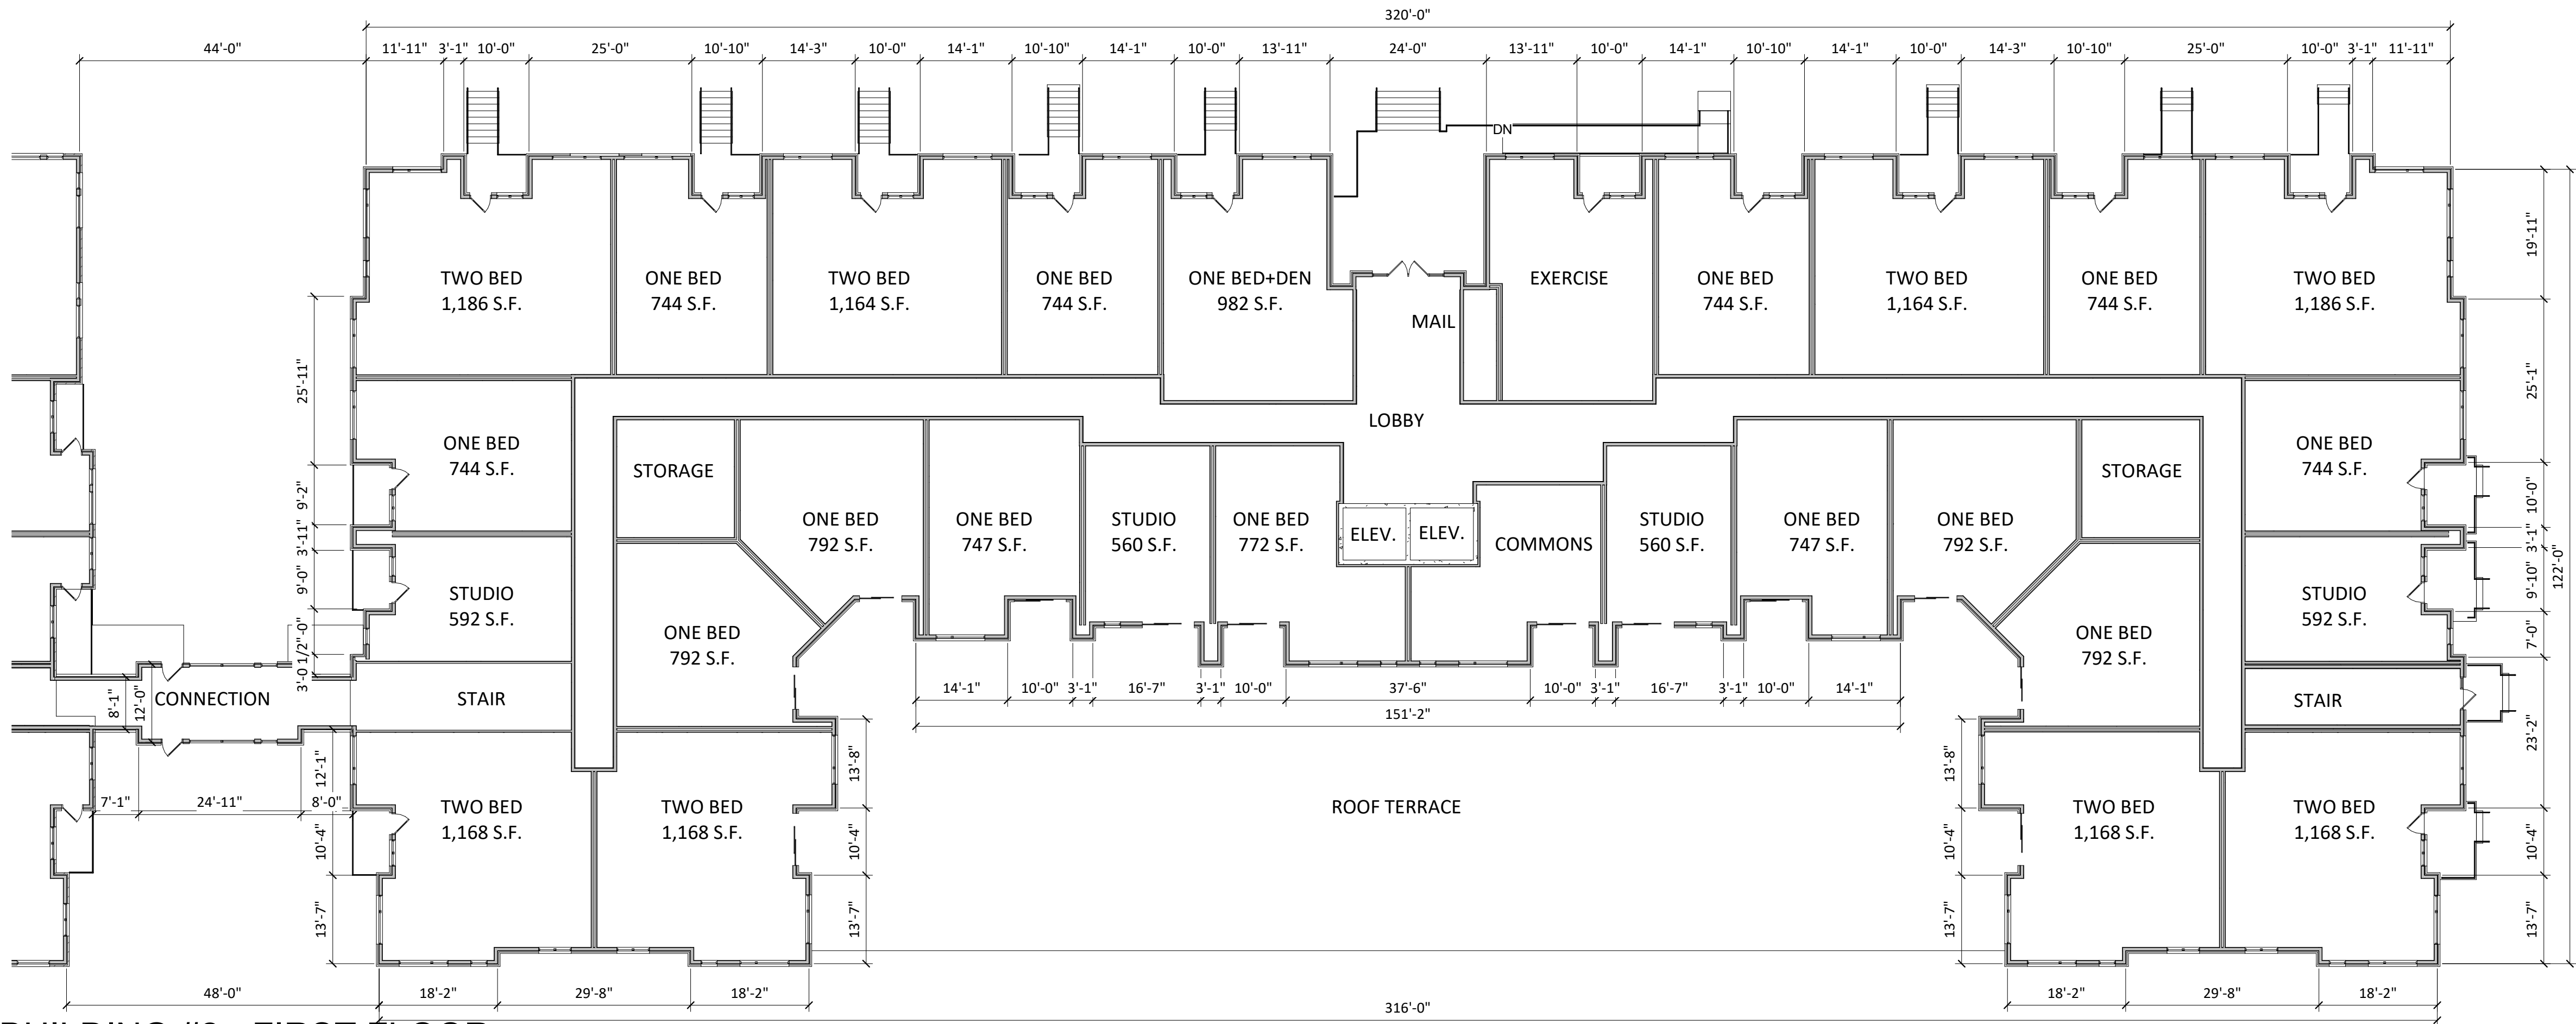 320'-0"
44'-0" 11'-11" 3'-1" 10'-0" 25'-0" 10'-10" 14'-3" 10'-0" 14'-1" 10'-10" 14'-1" 10'-0" 13'-11" 24'-0" 13'-11" 10'-0" 14'-1" 10'-10" 14'-1" 10'-0" 14'-3" 10'-10" 25'-0" 10'-0" 3'-1" 11'-11"
DN
TWO BED
1,186 S.F.
ONE BED
744 S.F.
TWO BED
1,164 S.F.
ONE BED
744 S.F.
ONE BED+DEN
982 S.F.
MAIL
EXERCISE
ONE BED
744 S.F.
TWO BED
1,164 S.F.
ONE BED
744 S.F.
TWO BED
1,186 S.F.
19'-11"
25'-11"
25'-1"
LOBBY
ONE BED
744 S.F.
STORAGE
STORAGE
ONE BED
744 S.F.
9'-2"
3'-11"
9'-0"
10'-0"
3'-1"
9'-10"
122'-0"
7'-0"
ONE BED
792 S.F.
ONE BED
747 S.F.
STUDIO
560 S.F.
ONE BED
772 S.F.
ELEV.
ELEV.
COMMONS
STUDIO
560 S.F.
ONE BED
747 S.F.
ONE BED
792 S.F.
STUDIO
592 S.F.
ONE BED
792 S.F.
ONE BED
792 S.F.
STUDIO
592 S.F.
3'-0 1/2"
8'-1"
12'-0"
CONNECTION
STAIR
14'-1" 10'-0" 3'-1" 16'-7" 3'-1" 10'-0" 37'-6" 10'-0" 3'-1" 16'-7" 3'-1" 10'-0" 14'-1"
151'-2"
STAIR
23'-2"
12'-1"
13'-8"
13'-8"
7'-1" 24'-11" 8'-0"
TWO BED
1,168 S.F.
TWO BED
1,168 S.F.
ROOF TERRACE
TWO BED
1,168 S.F.
TWO BED
1,168 S.F.
10'-4"
10'-4"
10'-4"
10'-4"
13'-7"
13'-7"
13'-7"
13'-7"
48'-0" 18'-2" 29'-8" 18'-2" 18'-2" 29'-8" 18'-2"
316'-0"